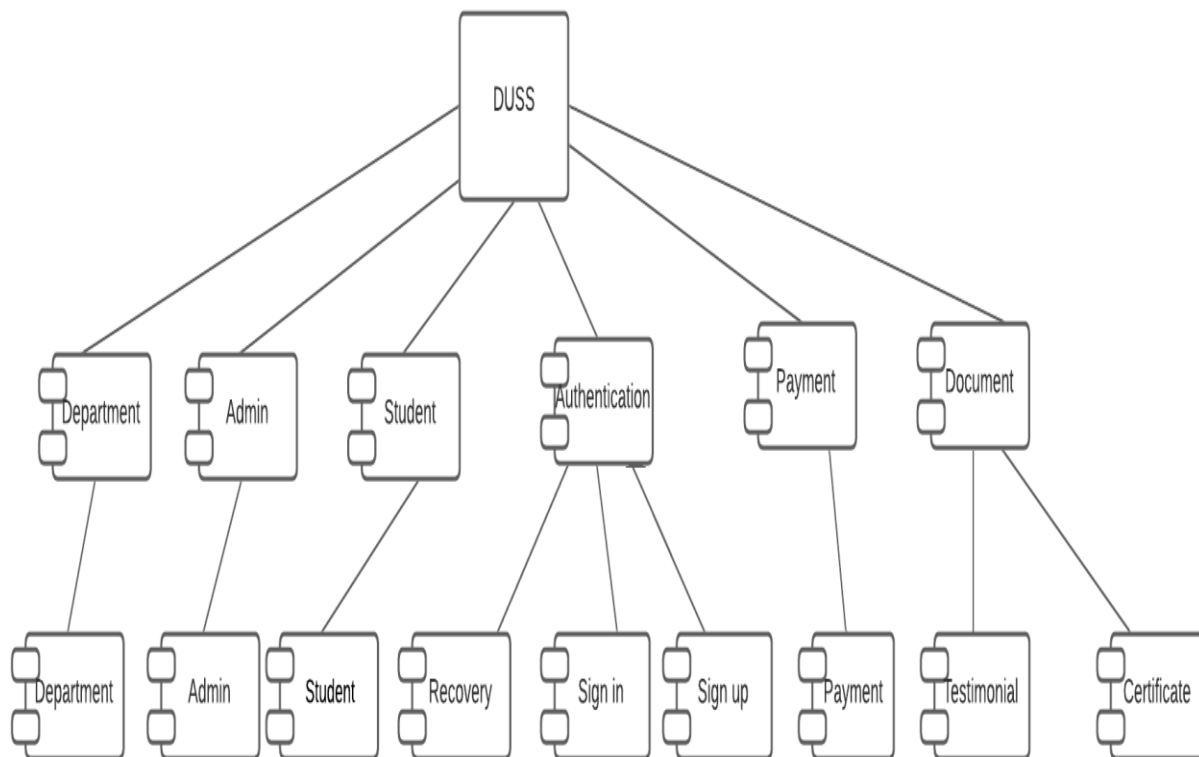 DUSS
Department
Admin
Student
Authentication
Payment
Document
Department
Admin
Student
Recovery
Sign in
Sign up
Payment
Testimonial
Certificate